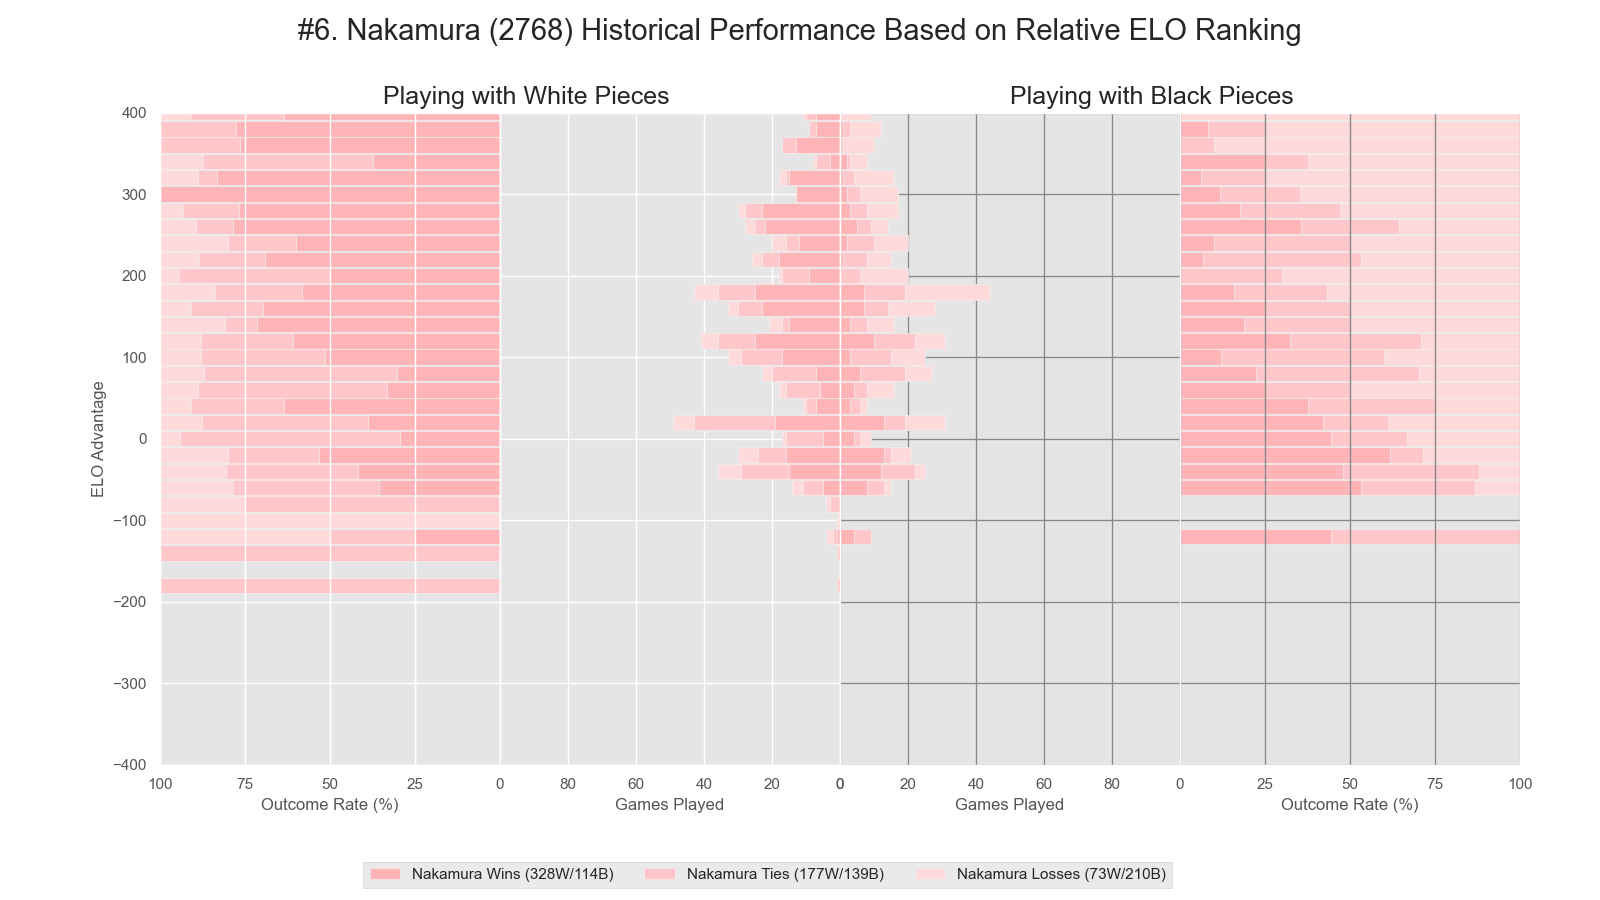 #6. Nakamura (2768) Historical Performance Based on Relative ELO Ranking
Playing with White Pieces
Playing with Black Pieces
400
300
200
100
0
−100
−200
−300
−400
ELO Advantage
100 75 50 25 0 80 60 40 20 0 20 40 60 80 0 25 50 75 100
Outcome Rate (%)
Games Played
Games Played
Outcome Rate (%)
Nakamura Wins (328W/114B)
Nakamura Ties (177W/139B)
Nakamura Losses (73W/210B)